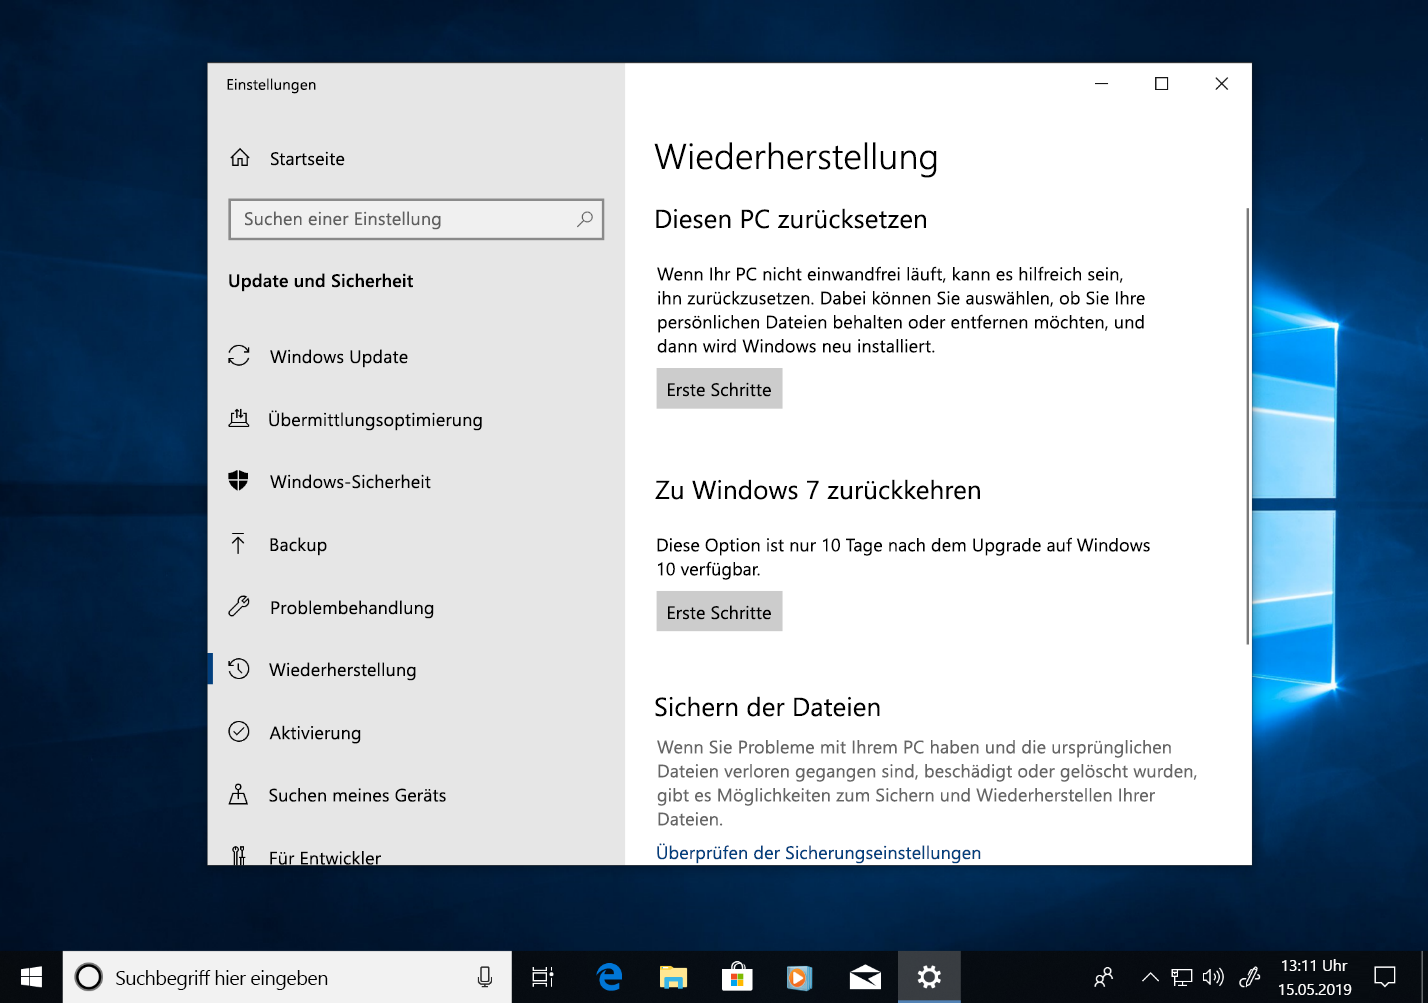 Einstellungen
Startseite
Suchen einer Einstellung
Update und Sicherheit
Windows Update
Übermittlungsoptimierung
Windows-Sicherheit
Backup
Problembehandlung
Wiederherstellung
Aktivierung
Suchen meines Geräts
Für Entwickler
Wiederherstellung
Diesen PC zurücksetzen
Wenn Ihr PC nicht einwandfrei läuft, kann es hilfreich sein,
ihn zurückzusetzen. Dabei können Sie auswählen, ob Sie Ihre
persönlichen Dateien behalten oder entfernen möchten, und
dann wird Windows neu installiert.
Erste Schritte
Zu Windows 7 zurückkehren
Diese Option ist nur 10 Tage nach dem Upgrade auf Windows
10 verfügbar.
Erste Schritte
Sichern der Dateien
Wenn Sie Probleme mit Ihrem PC haben und die ursprünglichen
Dateien verloren gegangen sind, beschädigt oder gelöscht wurden,
gibt es Möglichkeiten zum Sichern und Wiederherstellen Ihrer
Dateien.
Überprüfen der Sicherungseinstellungen
Suchbegriff hier eingeben
13:11 Uhr
15.05.2019